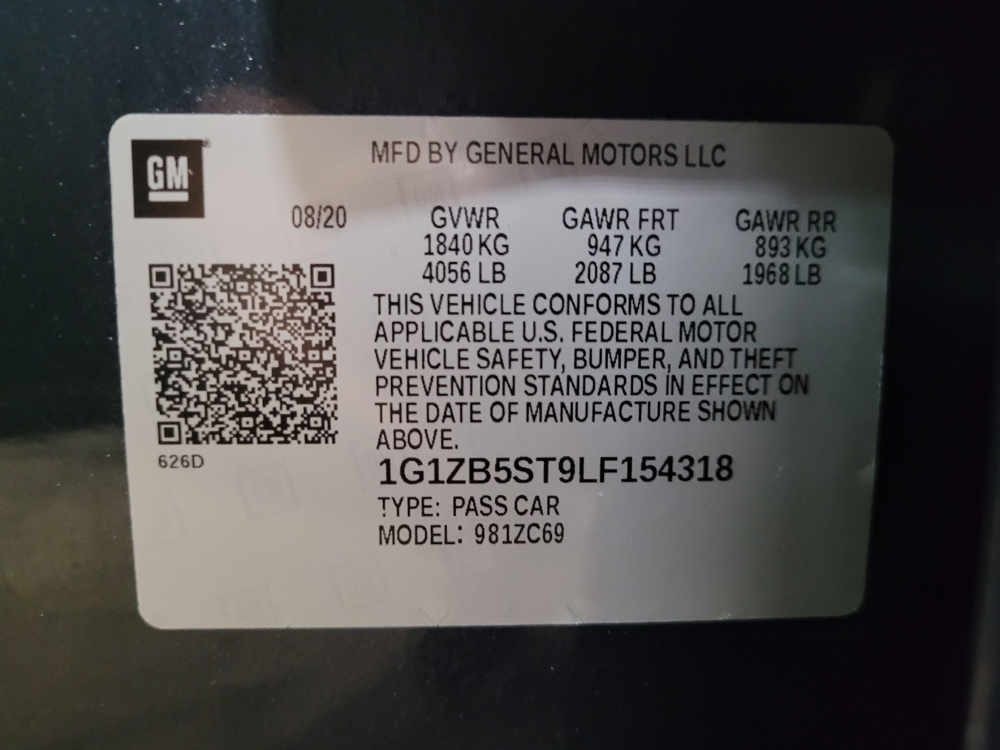 GM
MFD BY GENERAL MOTORS LLC
08/20 GVWR GAWR FRT GAWR RR
1840 KG 947 KG 893 KG
4056 LB 2087 LB 1968 LB
THIS VEHICLE CONFORMS TO ALL
APPLICABLE U.S. FEDERAL MOTOR
VEHICLE SAFETY, BUMPER, AND THEFT
PREVENTION STANDARDS IN EFFECT ON
THE DATE OF MANUFACTURE SHOWN
ABOVE.
626D
1G1ZB5ST9LF154318
TYPE: PASS CAR
MODEL: 981ZC69